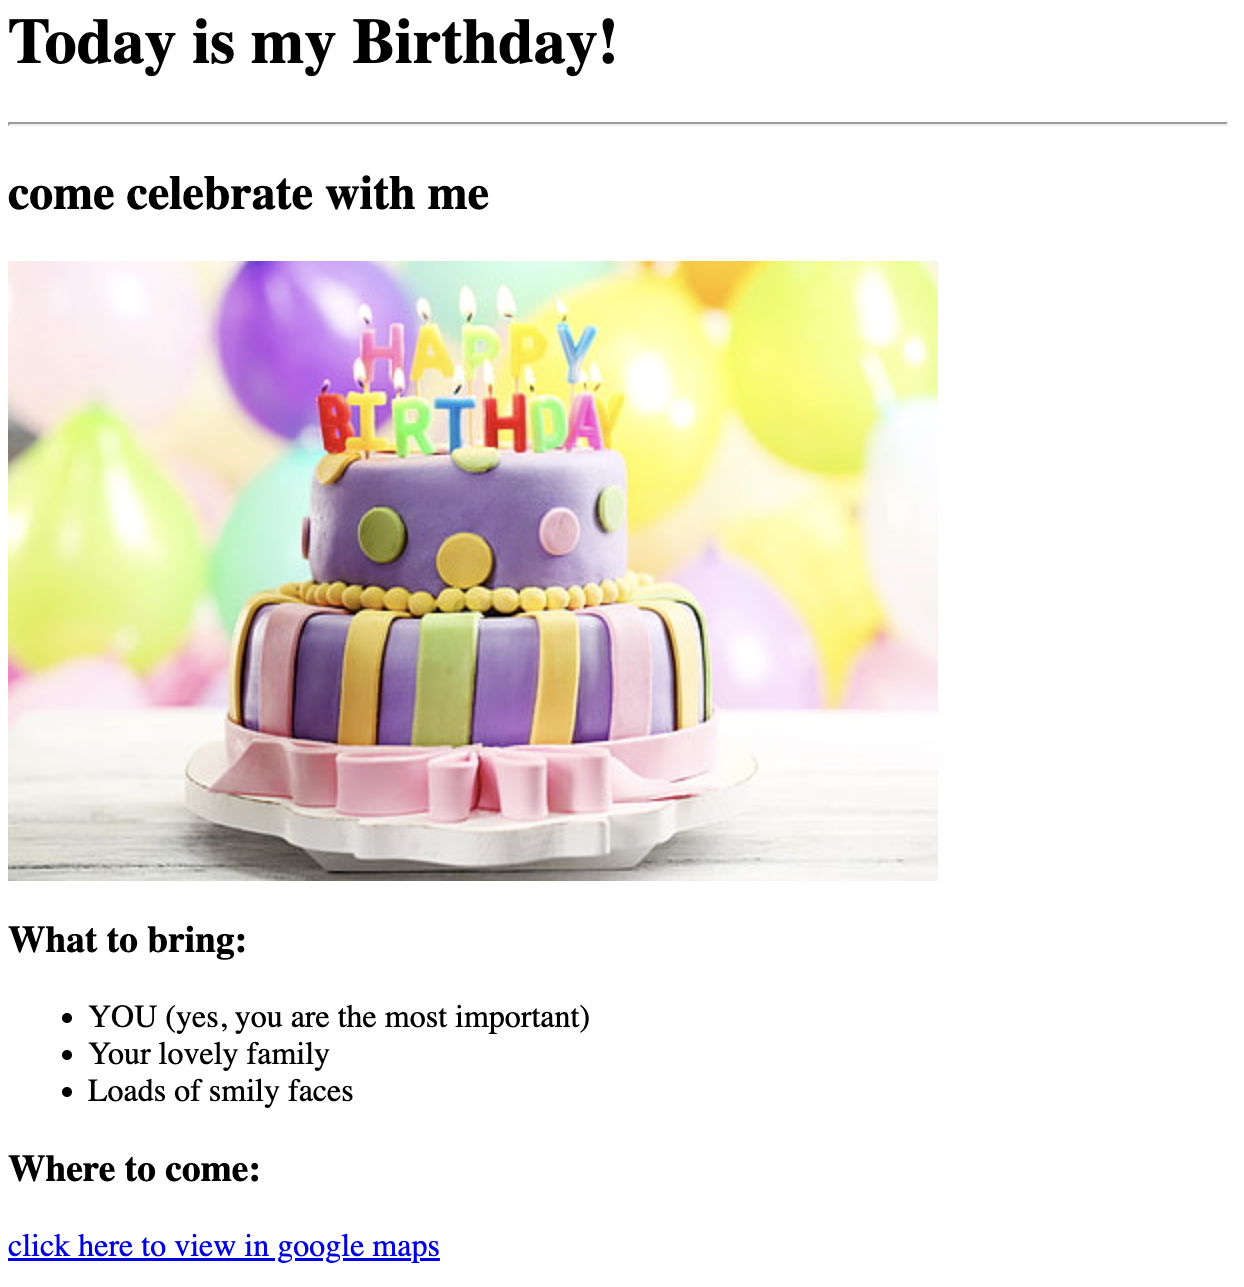 Today is my Birthday!
come celebrate with me
HAPPY
BIRTHDAY
What to bring:
YOU (yes, you are the most important)
Your lovely family
Loads of smily faces
Where to come:
click here to view in google maps